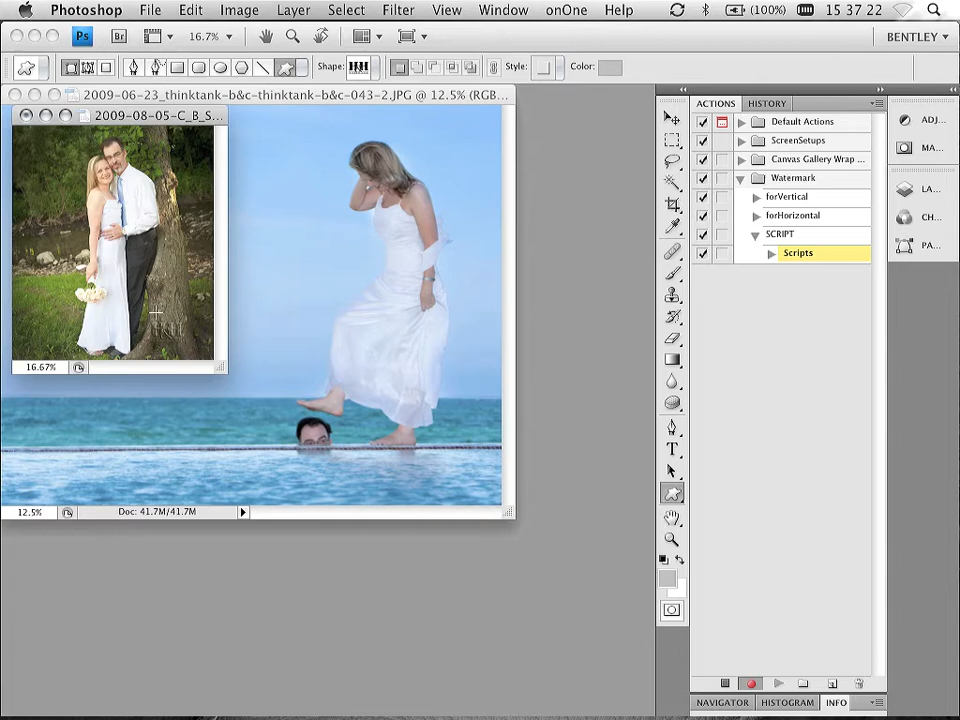 Photoshop File Edit Image Layer Select Filter View Window onOne Help (100%) 15 37 22
Ps Br 16.7% BENTLEY
Shape: Style: Color:
2009-06-23_thinktank-b&c-thinktank-b&c-043-2.JPG @ 12.5% (RGB...
2009-08-05-C_B_S...
16.67%
12.5% Doc: 41.7M/41.7M
ACTIONS HISTORY
Default Actions
ScreenSetups
Canvas Gallery Wrap ...
Watermark
forVertical
forHorizontal
SCRIPT
Scripts
ADJ...
MA...
LA...
CH...
PA...
T
NAVIGATOR HISTOGRAM INFO